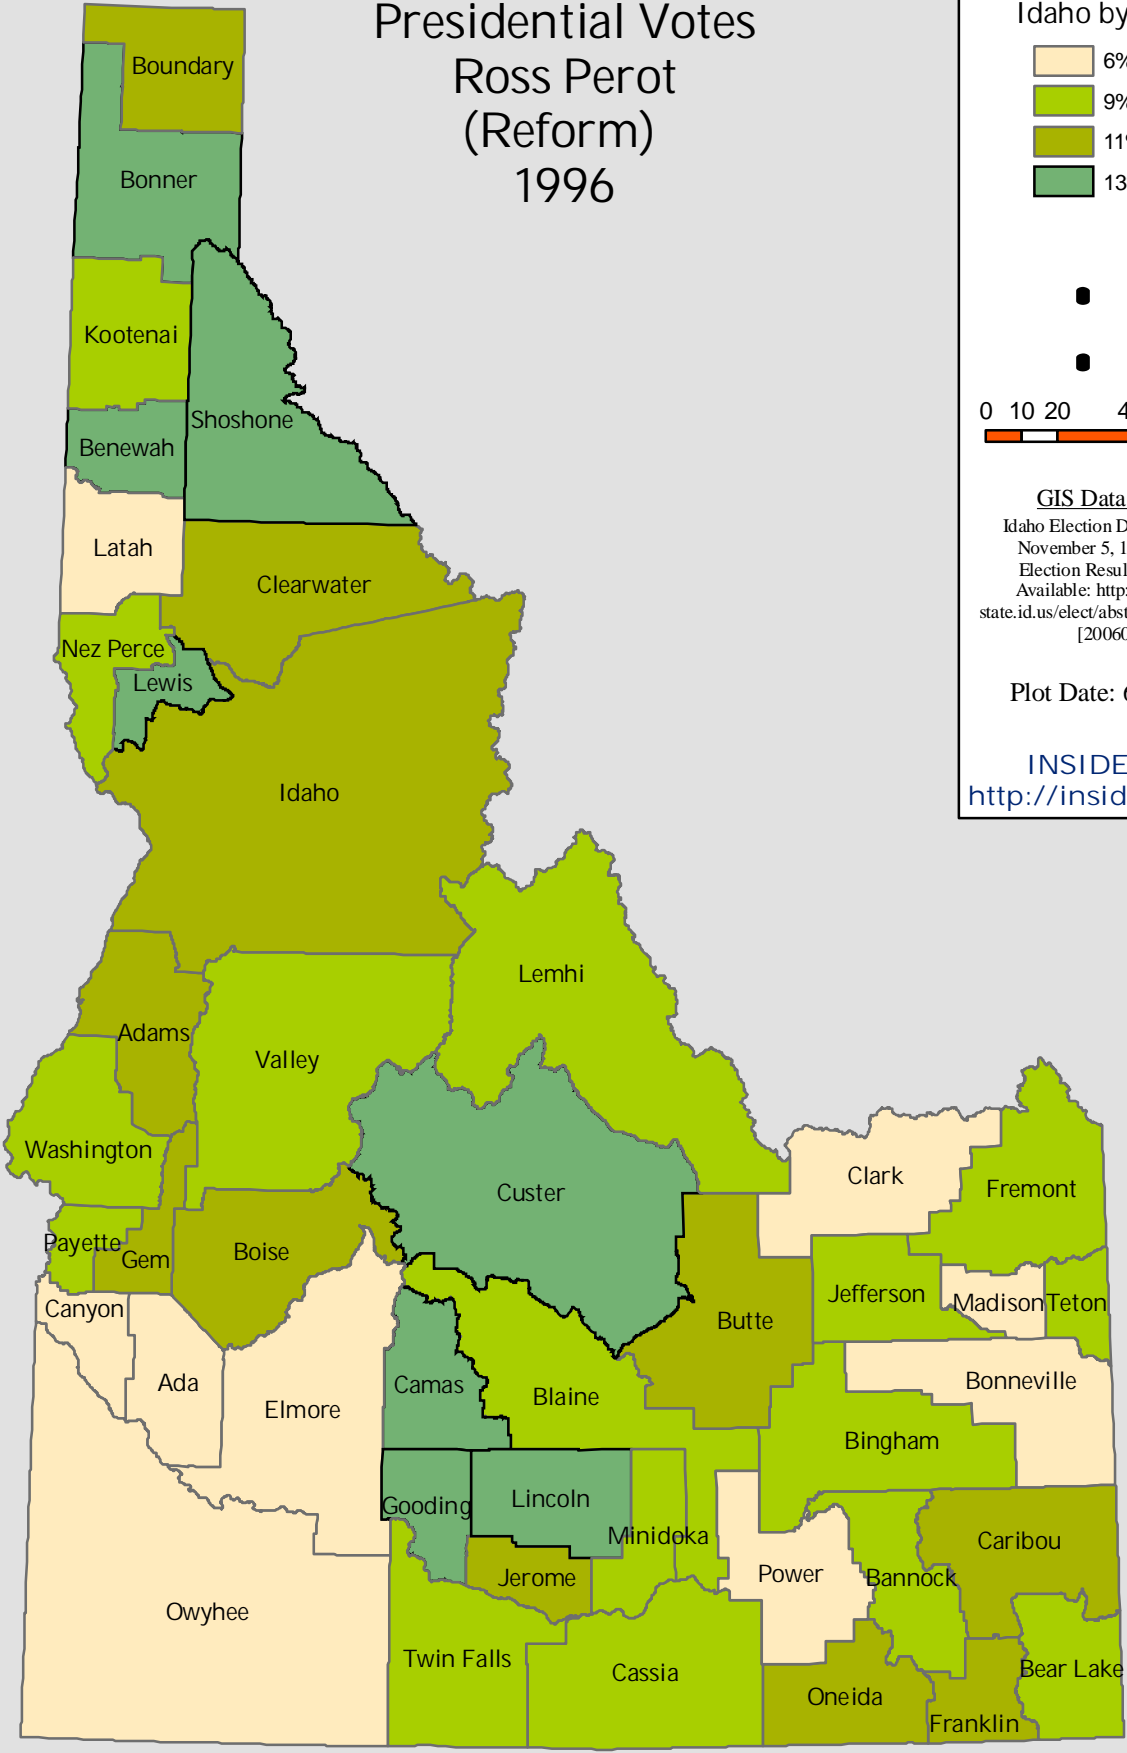 Presidential Votes
Ross Perot
(Reform)
1996
Idaho by
6%
9%
11%
13
0 10 20 4
GIS Data
Idaho Election D
November 5, 1
Election Resul
Available: http:
state.id.us/elect/abst
[20060
Plot Date: 6
INSIDE
http://insid
Boundary
Bonner
Kootenai
Shoshone
Benewah
Latah
Clearwater
Nez Perce
Lewis
Idaho
Lemhi
Adams
Valley
Washington
Custer
Clark
Fremont
Payette
Gem
Boise
Jefferson
Madison
Teton
Canyon
Butte
Ada
Camas
Blaine
Bonneville
Elmore
Bingham
Gooding
Lincoln
Minidoka
Caribou
Jerome
Power
Bannock
Owyhee
Twin Falls
Cassia
Bear Lake
Oneida
Franklin